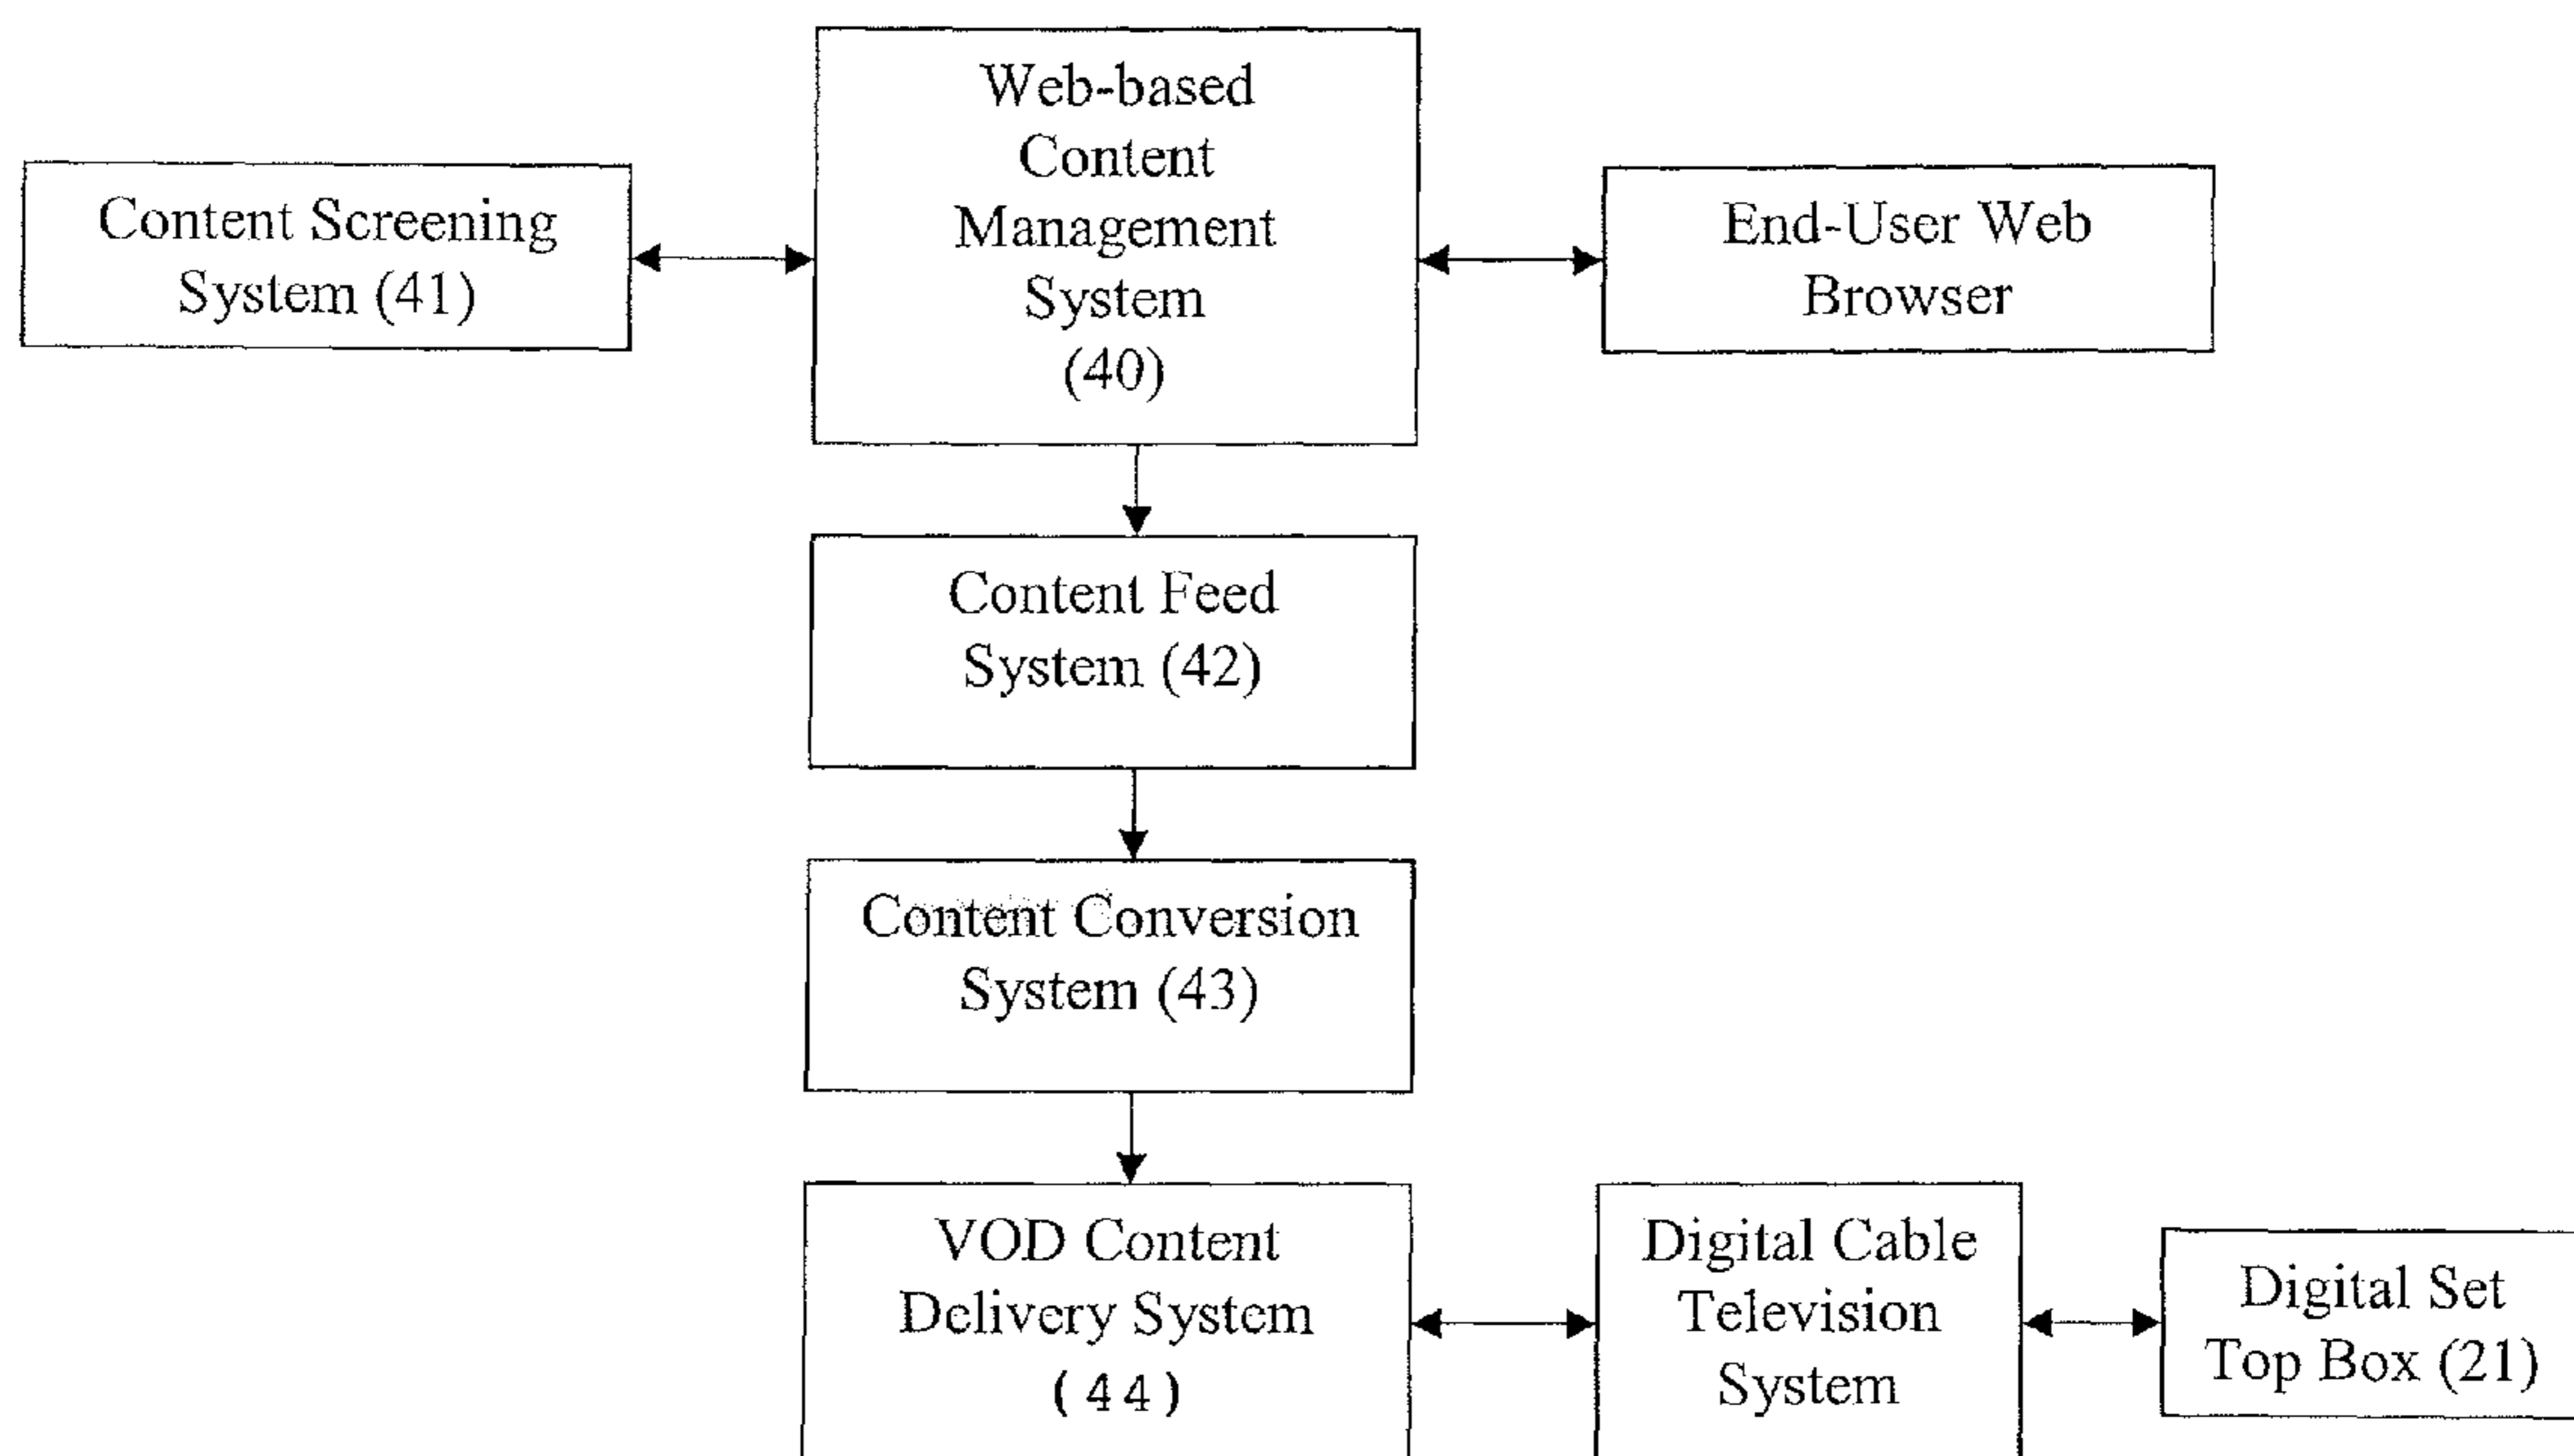 Web-based
Content
Management
System
(40)
Content Screening
System (41)
End-User Web
Browser
Content Feed
System (42)
Content Conversion
System (43)
VOD Content
Delivery System
(44)
Digital Cable
Television
System
Digital Set
Top Box (21)